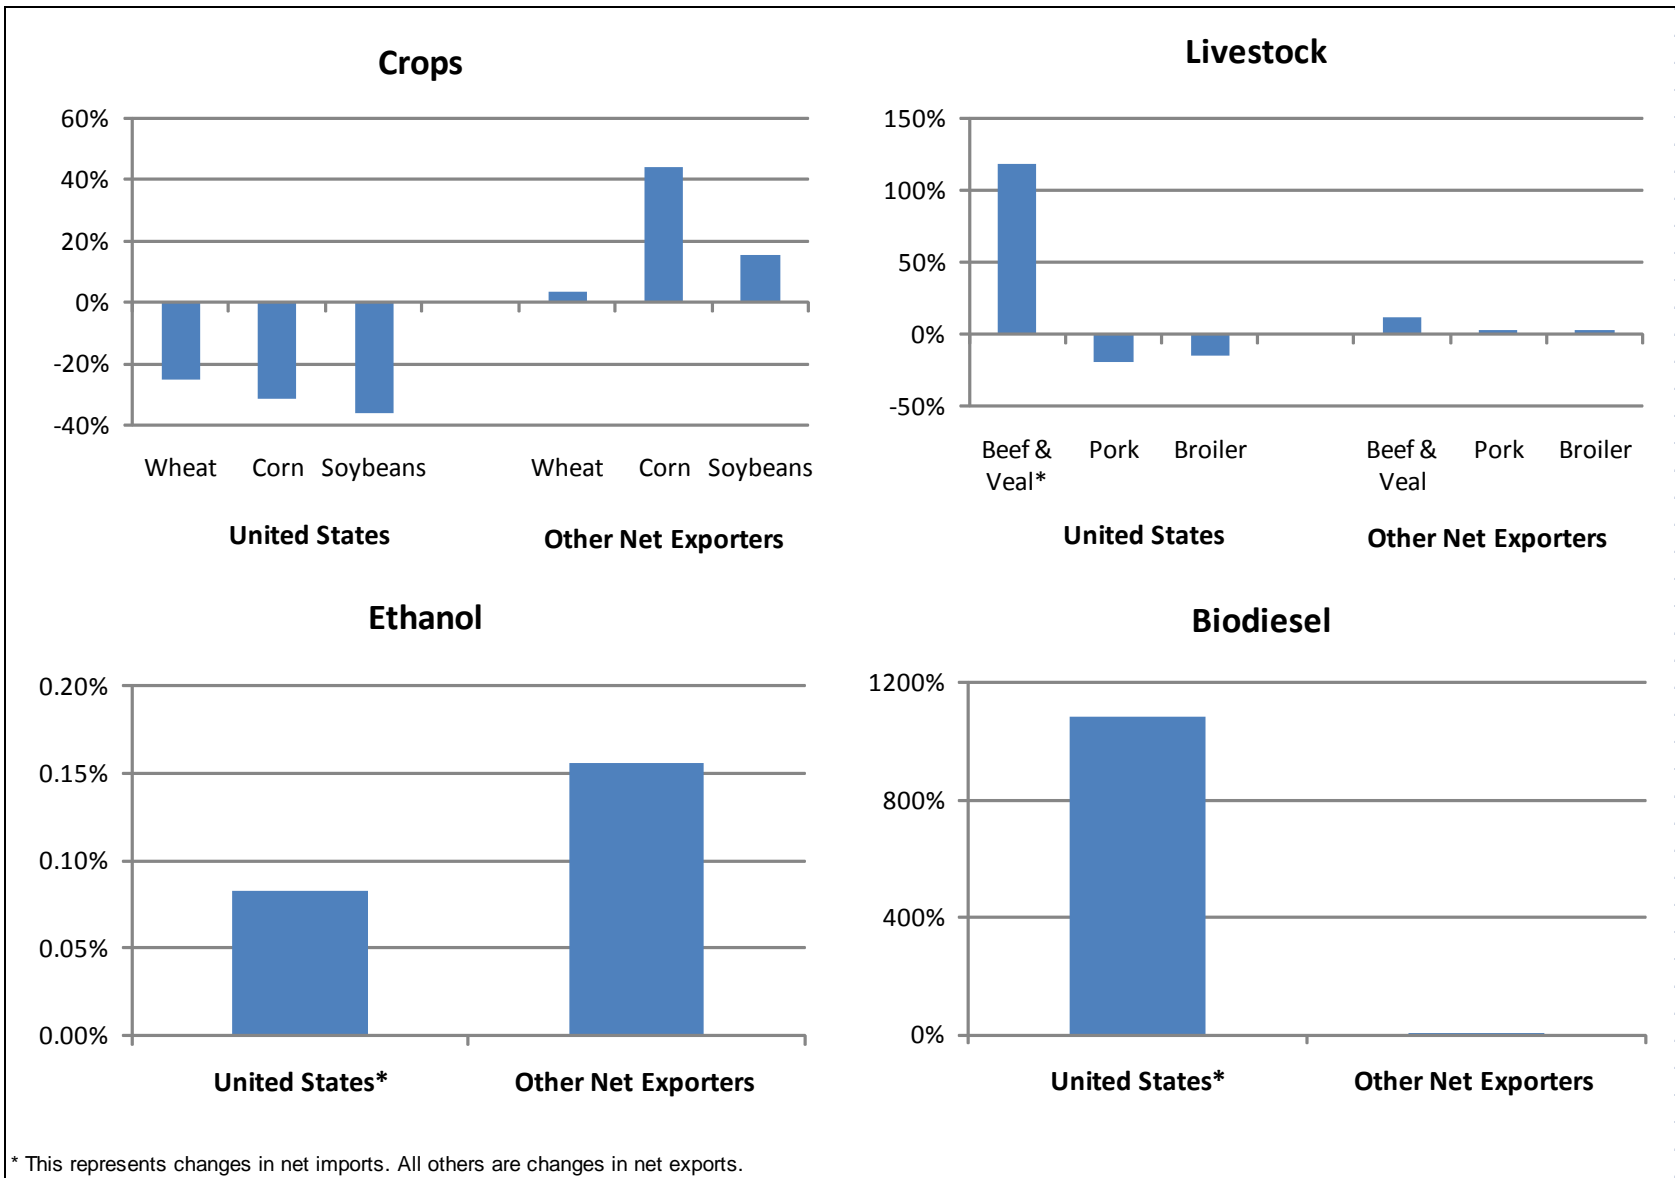 Crops
60%
40%
20%
0%
-20%
-40%
Wheat Corn Soybeans Wheat Corn Soybeans
United States Other Net Exporters
Livestock
150%
100%
50%
0%
-50%
Beef & Pork Broiler Beef & Pork Broiler
Veal* Veal
United States Other Net Exporters
Ethanol
0.20%
0.15%
0.10%
0.05%
0.00%
United States* Other Net Exporters
Biodiesel
1200%
800%
400%
0%
United States* Other Net Exporters
* This represents changes in net imports. All others are changes in net exports.